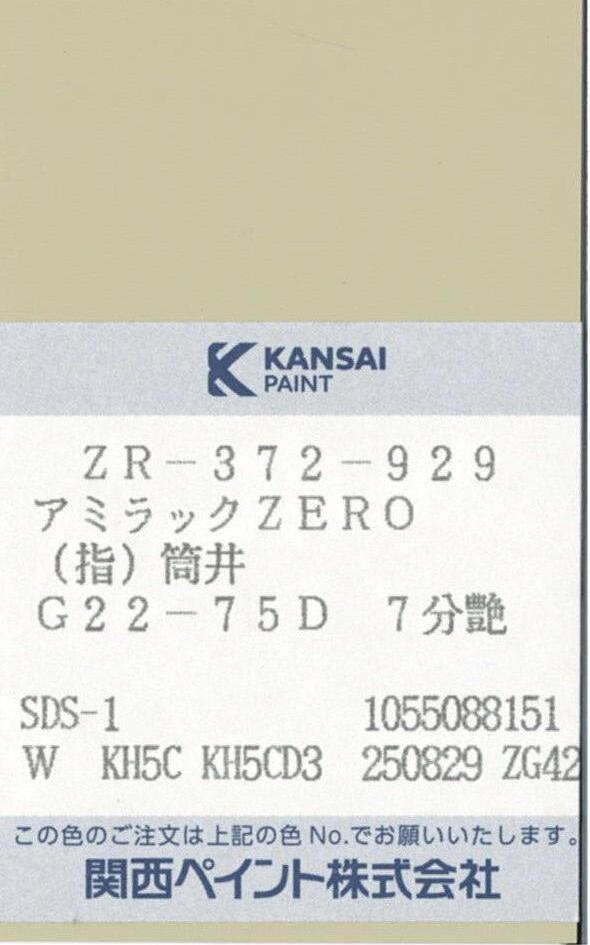 KANSAI
PAINT
ZR-372-929
アミラックZERO
(指)筒井
G22-75D 7分艶
SDS-1 1055088151
W KH5C KH5CD3 250829 ZG42
この色のご注文は上記の色No.でお願いいたします。
関西ペイント株式会社